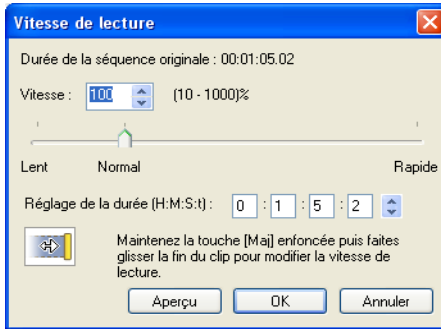 Vitesse de lecture
Durée de la séquence originale : 00:01:05.02
Vitesse : 100 (10 - 1000)%
Lent Normal Rapide
Réglage de la durée (H:M:S:t) : 0 : 1 : 5 : 2
Maintenez la touche [Maj] enfoncée puis faites
glisser la fin du clip pour modifier la vitesse de
lecture.
Aperçu OK Annuler